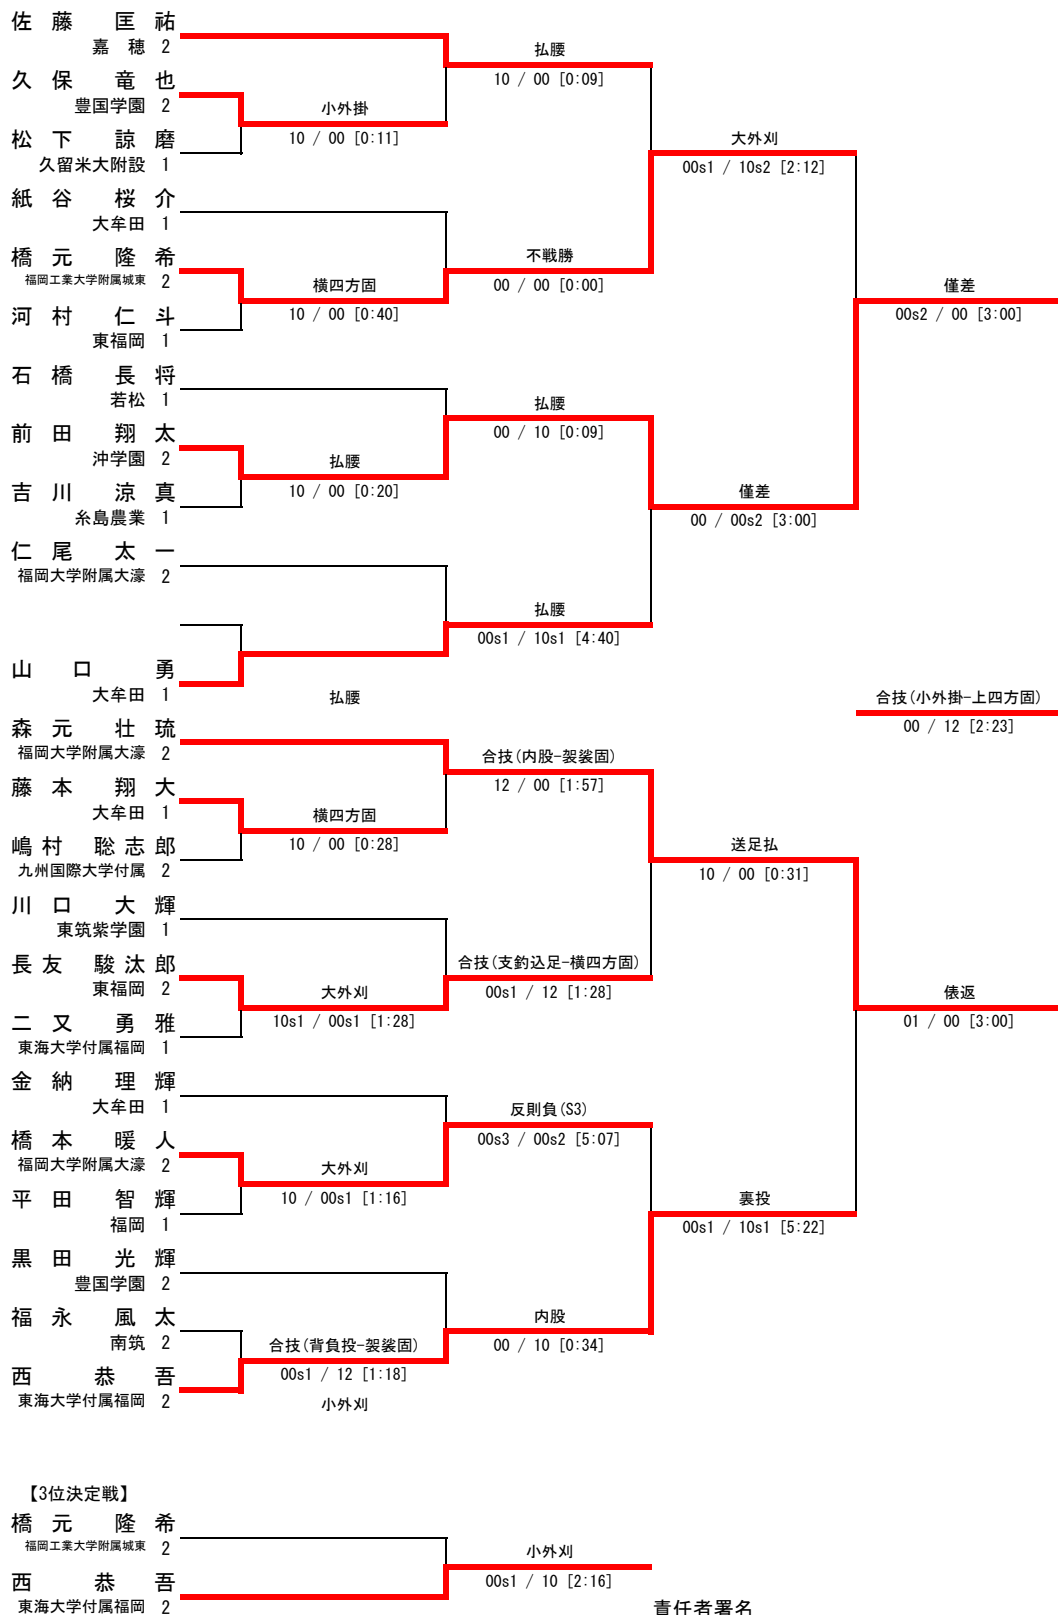 佐藤 匡祐
嘉 穂 2
払腰
10 / 00 [0:09]
久保 竜也
豊国学園 2
小外掛
10 / 00 [0:11]
松下 諒磨
久留米大附設 1
大外刈
00s1 / 10s2 [2:12]
紙谷 桜介
大牟田 1
橋元 隆希
福岡工業大学附属城東 2
不戦勝
00 / 00 [0:00]
横四方固
10 / 00 [0:40]
僅差
00s2 / 00 [3:00]
河村 仁斗
東福岡 1
石橋 長将
若松 1
払腰
00 / 10 [0:09]
前田 翔太
沖学園 2
払腰
10 / 00 [0:20]
吉川 涼真
糸島農業 1
僅差
00 / 00s2 [3:00]
仁尾 太一
福岡大学附属大濠 2
払腰
00s1 / 10s1 [4:40]
山口 勇
大牟田 1
払腰
合技(小外掛-上四方固)
00 / 12 [2:23]
森元 壮琉
福岡大学附属大濠 2
合技(内股-袈裟固)
12 / 00 [1:57]
藤本 翔大
大牟田 1
横四方固
10 / 00 [0:28]
嶋村 聡志郎
九州国際大学付属 2
送足払
10 / 00 [0:31]
川口 大輝
東筑紫学園 1
長友 駿汰郎
東福岡 2
合技(支釣込足-横四方固)
00s1 / 12 [1:28]
大外刈
10s1 / 00s1 [1:28]
俵返
01 / 00 [3:00]
二又 勇雅
東海大学付属福岡 1
金納 理輝
大牟田 1
反則負(S3)
00s3 / 00s2 [5:07]
橋本 暖人
福岡大学附属大濠 2
大外刈
10 / 00s1 [1:16]
平田 智輝
福岡 1
裏投
00s1 / 10s1 [5:22]
黒田 光輝
豊国学園 2
福永 風太
南筑 2
内股
00 / 10 [0:34]
合技(背負投-袈裟固)
00s1 / 12 [1:18]
西 恭吾
東海大学付属福岡 2
小外刈
【3位決定戦】
橋元 隆希
福岡工業大学附属城東 2
小外刈
00s1 / 10 [2:16]
西 恭吾
東海大学付属福岡 2
責任者署名